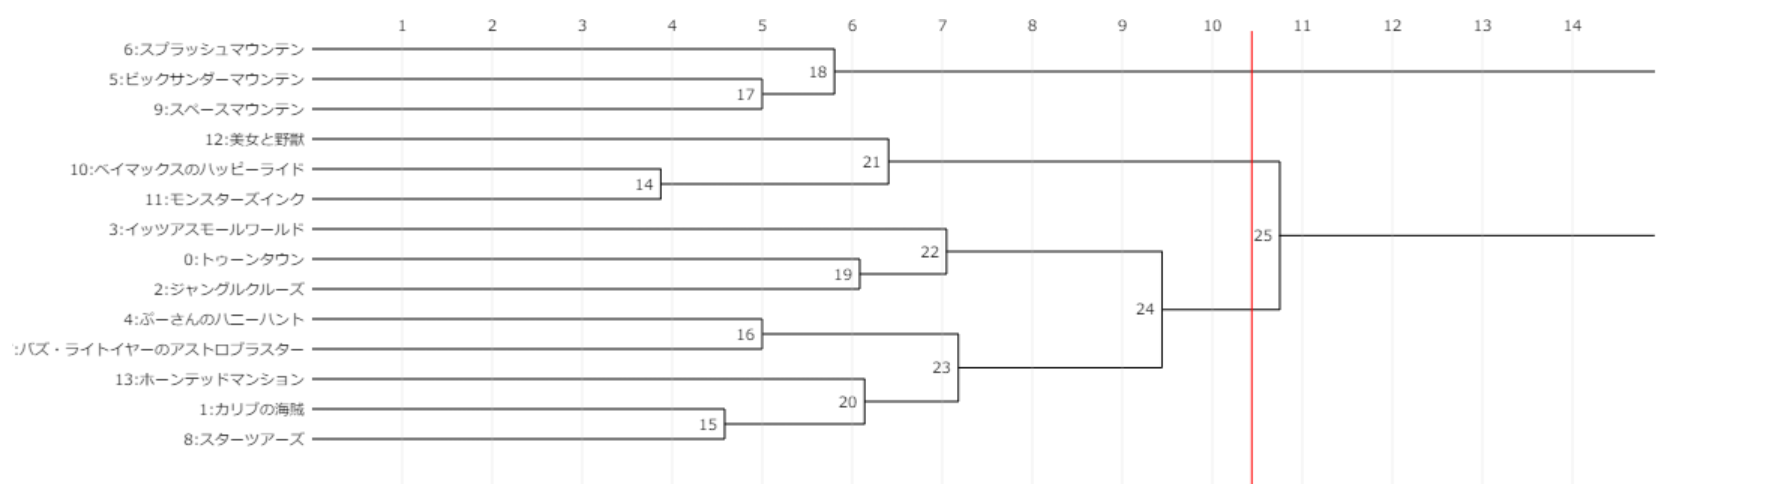 1 2 3 4 5 6 7 8 9 10 11 12 13 14
6:スプラッシュマウンテン
18
5:ビックサンダーマウンテン
17
9:スペースマウンテン
12:美女と野獣
21
10:ベイマックスのハッピーライド
14
11:モンスターズインク
3:イッツアスモールワールド
22
0:トゥーンタウン
19
2:ジャングルクルーズ
25
4:ぷーさんのハニーハント
24
16
:バズ・ライトイヤーのアストロブラスター
23
13:ホーンテッドマンション
20
1:カリブの海賊
15
8:スターツアーズ